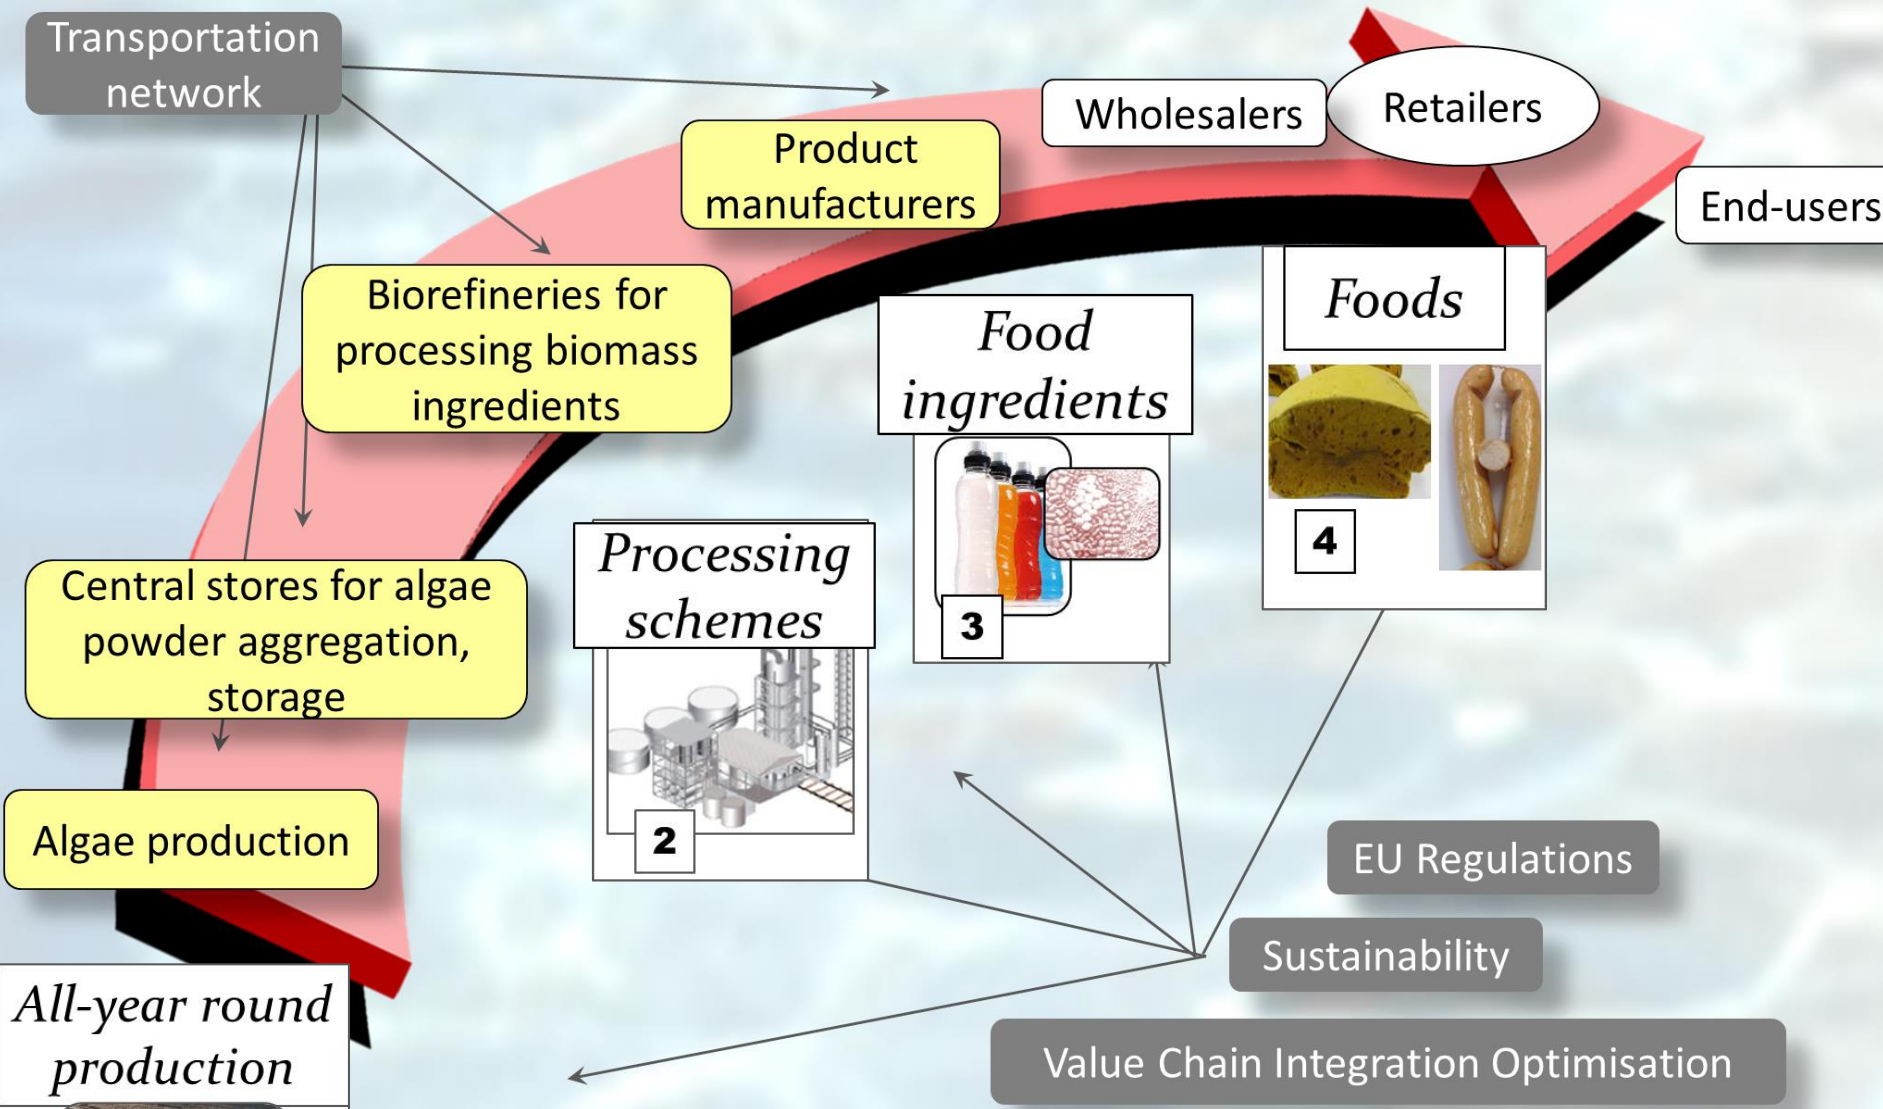 Transportation
network
Wholesalers
Retailers
Product
manufacturers
End-users
Biorefineries for
processing biomass
ingredients
Foods
Food
ingredients
4
Processing
schemes
Central stores for algae
powder aggregation,
storage
3
2
Algae production
EU Regulations
Sustainability
All-year round
production
Value Chain Integration Optimisation